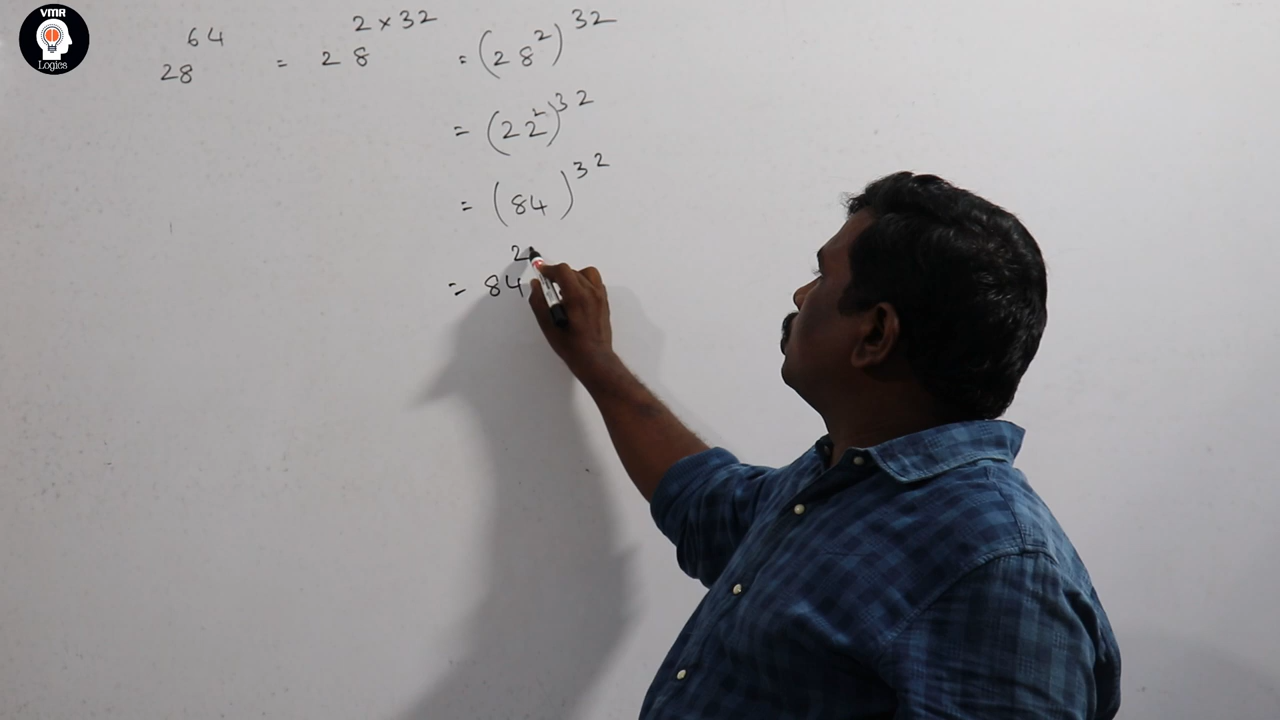 VMR
Logics
28^64 = 28^2×32 = (28^2)^32
= (22^2)^32
= (84)^32
= 84^2